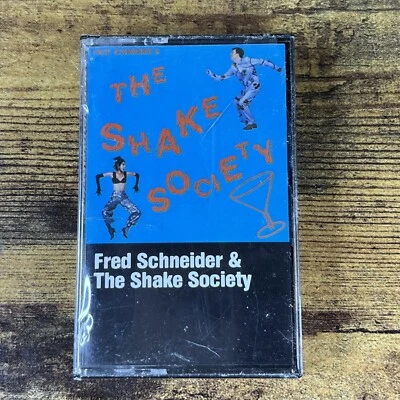 THE
SHAKE
SOCIETY
Fred Schneider &
The Shake Society